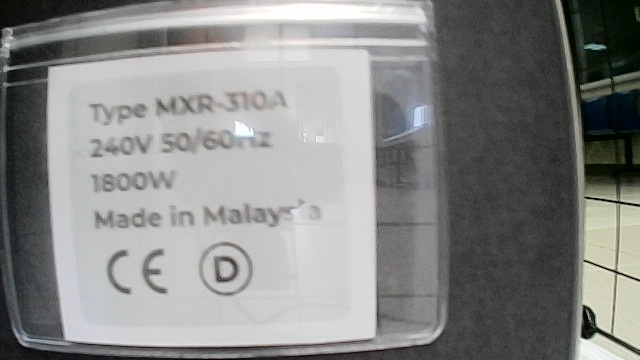 Type MXR-310A
240V 50/60Hz
1800W
Made in Malaysia
CE D